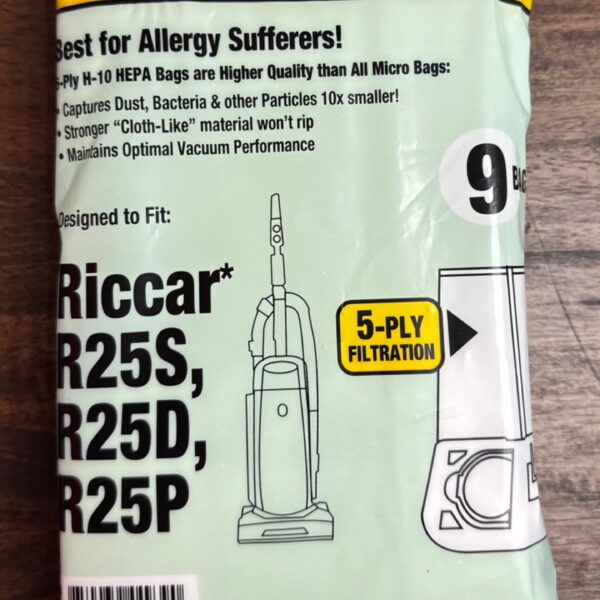 Best for Allergy Sufferers!
5-Ply H-10 HEPA Bags are Higher Quality than All Micro Bags:
• Captures Dust, Bacteria & other Particles 10x smaller!
• Stronger “Cloth-Like” material won’t rip
• Maintains Optimal Vacuum Performance
9 BAG
Designed to Fit:
Riccar*
R25S,
R25D,
R25P
5-PLY
FILTRATION